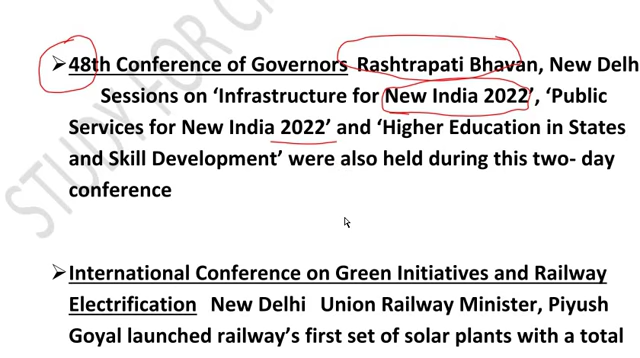 STUDY FOR
48th Conference of Governors Rashtrapati Bhavan, New Delh
Sessions on ‘Infrastructure for New India 2022’, ‘Public
Services for New India 2022’ and ‘Higher Education in States
and Skill Development’ were also held during this two- day
conference
International Conference on Green Initiatives and Railway
Electrification New Delhi Union Railway Minister, Piyush
Goyal launched railway’s first set of solar plants with a total